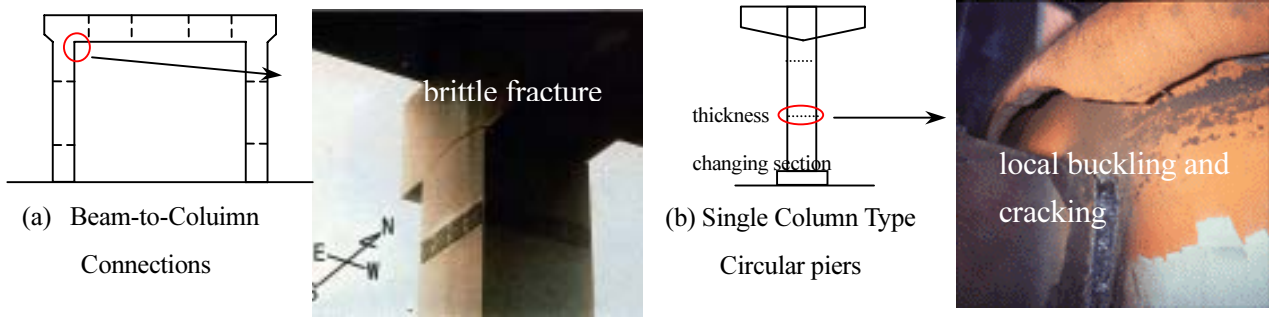 brittle fracture
N
E
W
S
(a) Beam-to-Coluimn
Connections
thickness
changing section
(b) Single Column Type
Circular piers
local buckling and
cracking